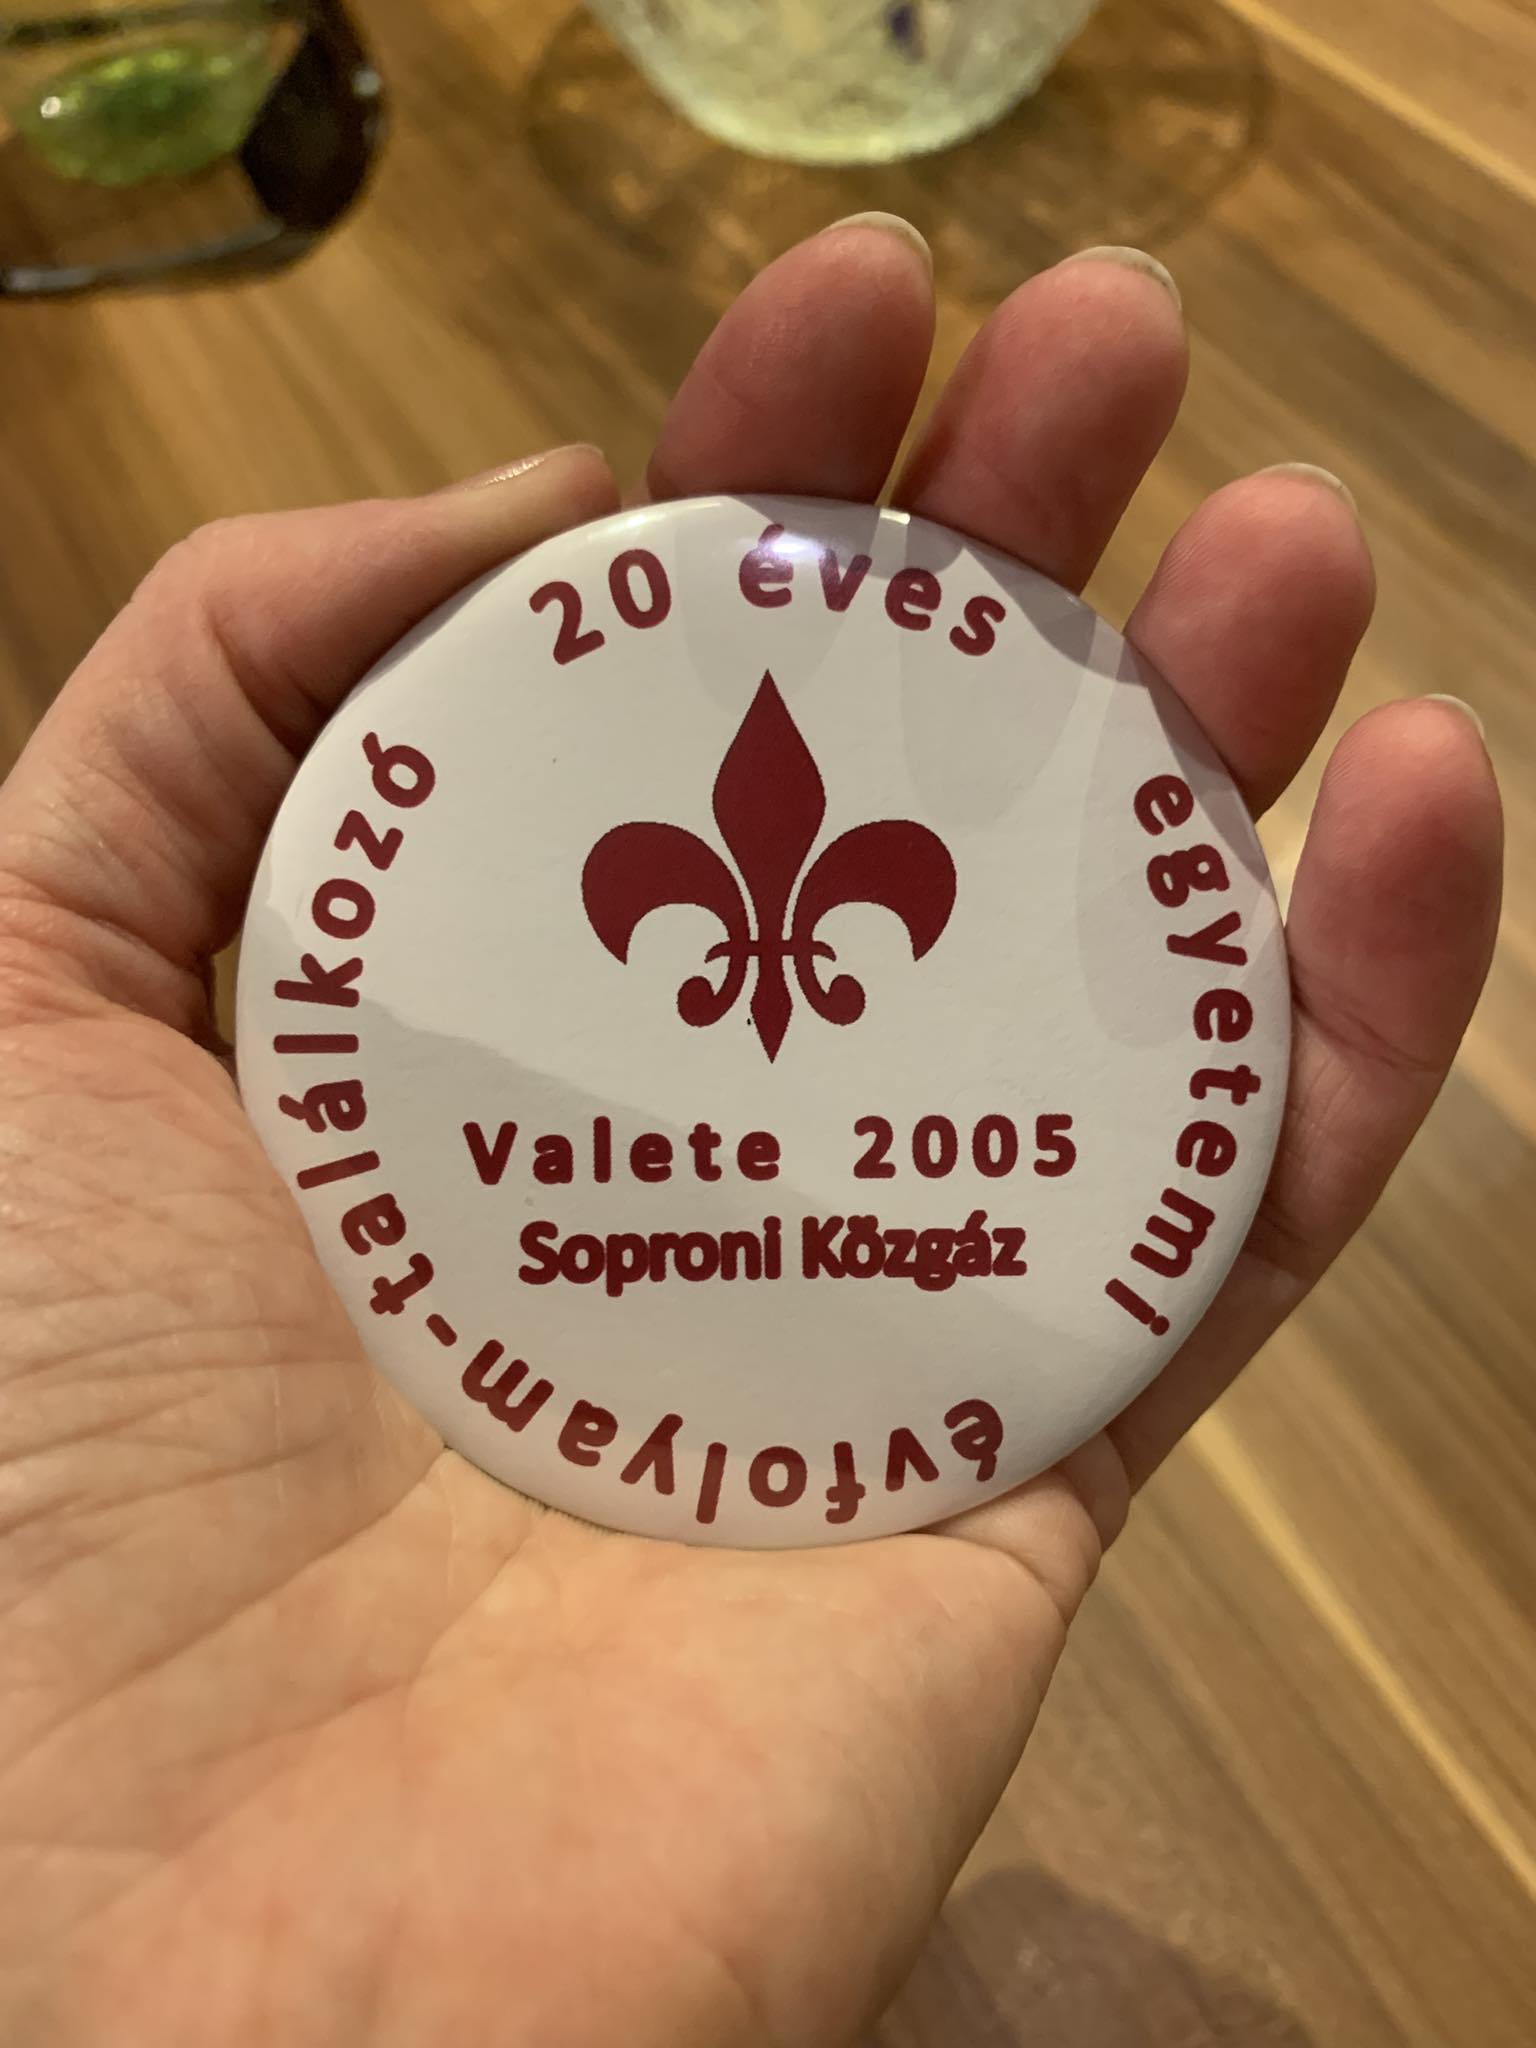 20 éves egyetemi évfolyam-találkozó
Valete 2005
Soproni Közgáz